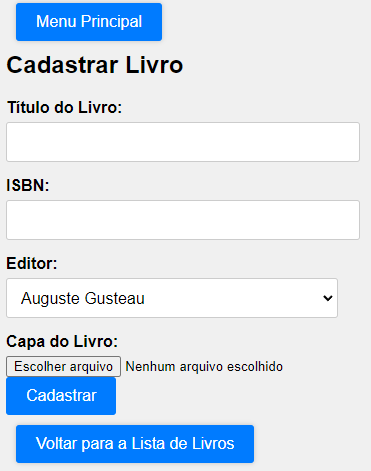 Menu Principal
Cadastrar Livro
Título do Livro:
ISBN:
Editor:
Auguste Gusteau
Capa do Livro:
Escolher arquivo Nenhum arquivo escolhido
Cadastrar
Voltar para a Lista de Livros